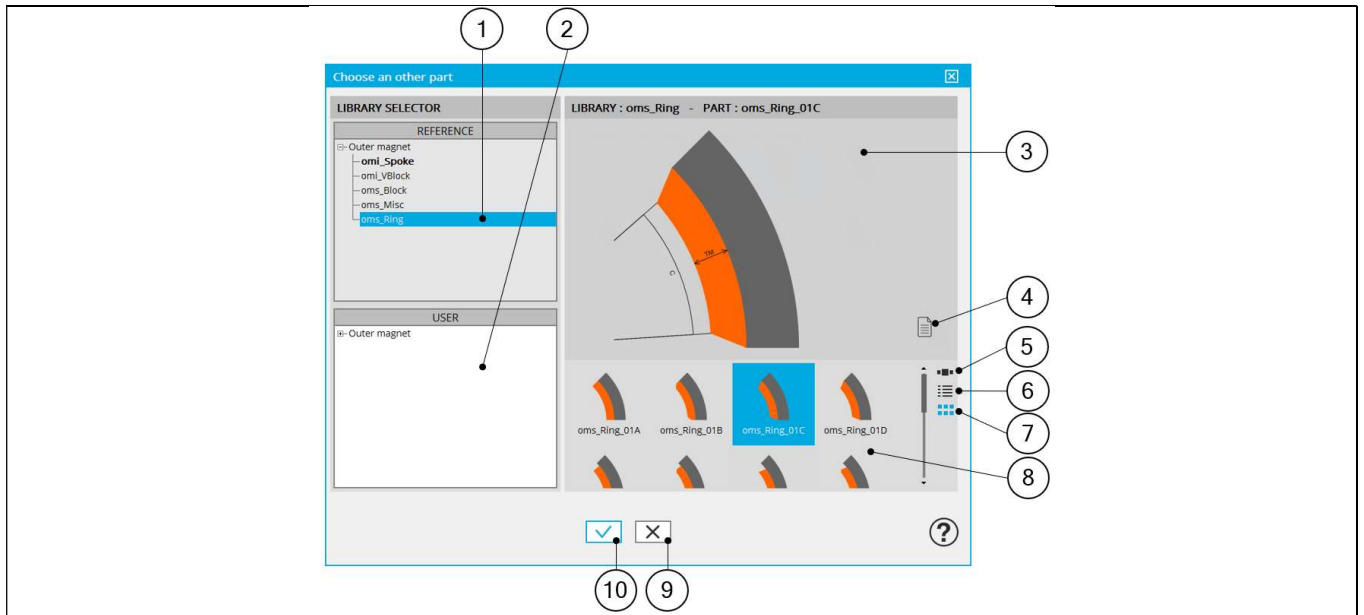 1
2
Choose an other part
LIBRARY SELECTOR
LIBRARY : oms_Ring - PART : oms_Ring_01C
REFERENCE
Outer magnet
omi_Spoke
omi_VBlock
oms_Block
oms_Misc
oms_Ring
USER
Outer magnet
TM
C
3
4
5
6
7
8
oms_Ring_01A oms_Ring_01B oms_Ring_01C oms_Ring_01D
?
10
9